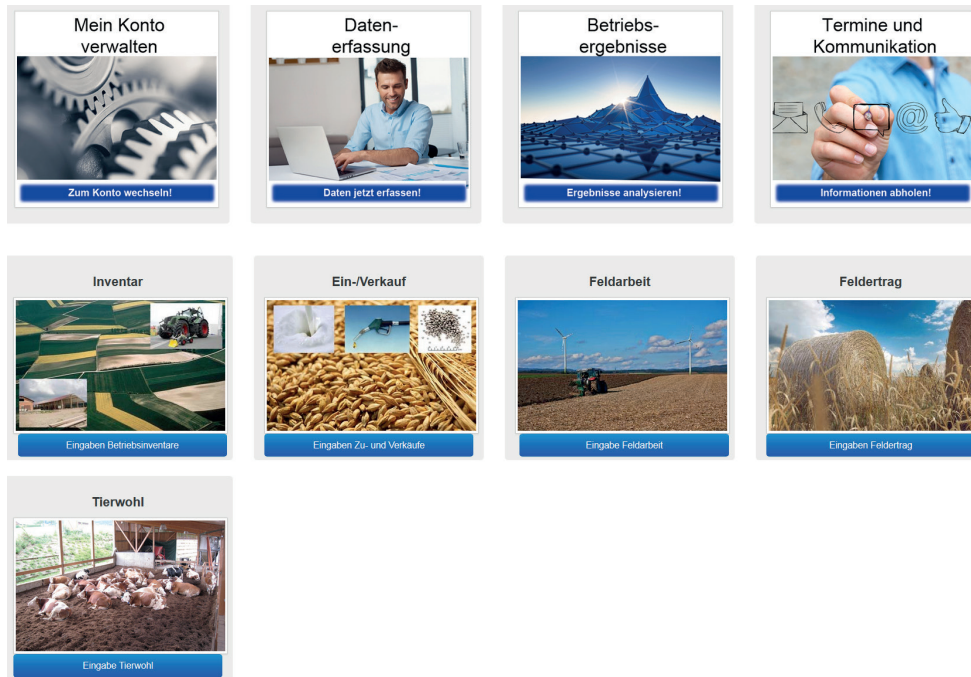 Mein Konto
verwalten
Zum Konto wechseln!
Daten-
erfassung
Daten jetzt erfassen!
Betriebs-
ergebnisse
Ergebnisse analysieren!
Termine und
Kommunikation
@
Informationen abholen!
Inventar
Eingaben Betriebsinventare
Ein-/Verkauf
Eingaben Zu- und Verkäufe
Feldarbeit
Eingabe Feldarbeit
Feldertrag
Eingaben Feldertrag
Tierwohl
Eingabe Tierwohl